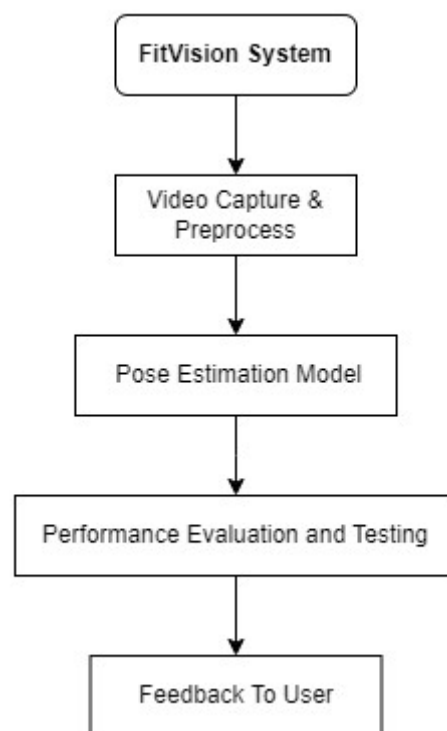 FitVision System
Video Capture &
Preprocess
Pose Estimation Model
Performance Evaluation and Testing
Feedback To User